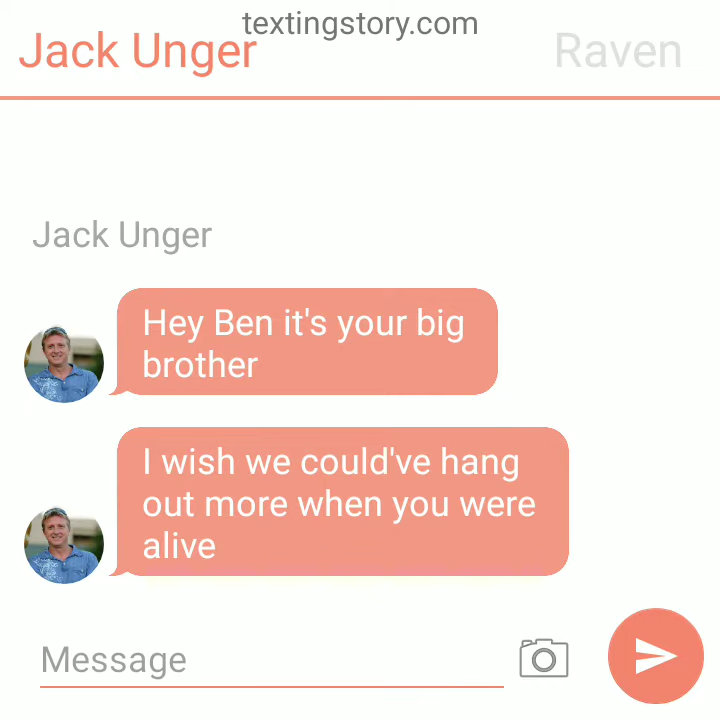 textingstory.com
Jack Unger
Raven
Jack Unger
Hey Ben it's your big
brother
I wish we could've hang
out more when you were
alive
Message